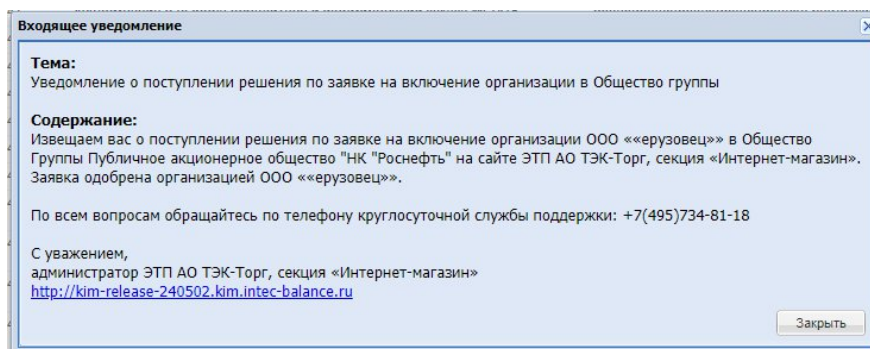 Входящее уведомление
Тема:
Уведомление о поступлении решения по заявке на включение организации в Общество группы
Содержание:
Извещаем вас о поступлении решения по заявке на включение организации ООО ««ерузовец»» в Общество
Группы Публичное акционерное общество "НК "Роснефть" на сайте ЭТП АО ТЭК-Торг, секция «Интернет-магазин».
Заявка одобрена организацией ООО ««ерузовец»».
По всем вопросам обращайтесь по телефону круглосуточной службы поддержки: +7(495)734-81-18
С уважением,
администратор ЭТП АО ТЭК-Торг, секция «Интернет-магазин»
http://kim-release-240502.kim.intec-balance.ru
Закрыть